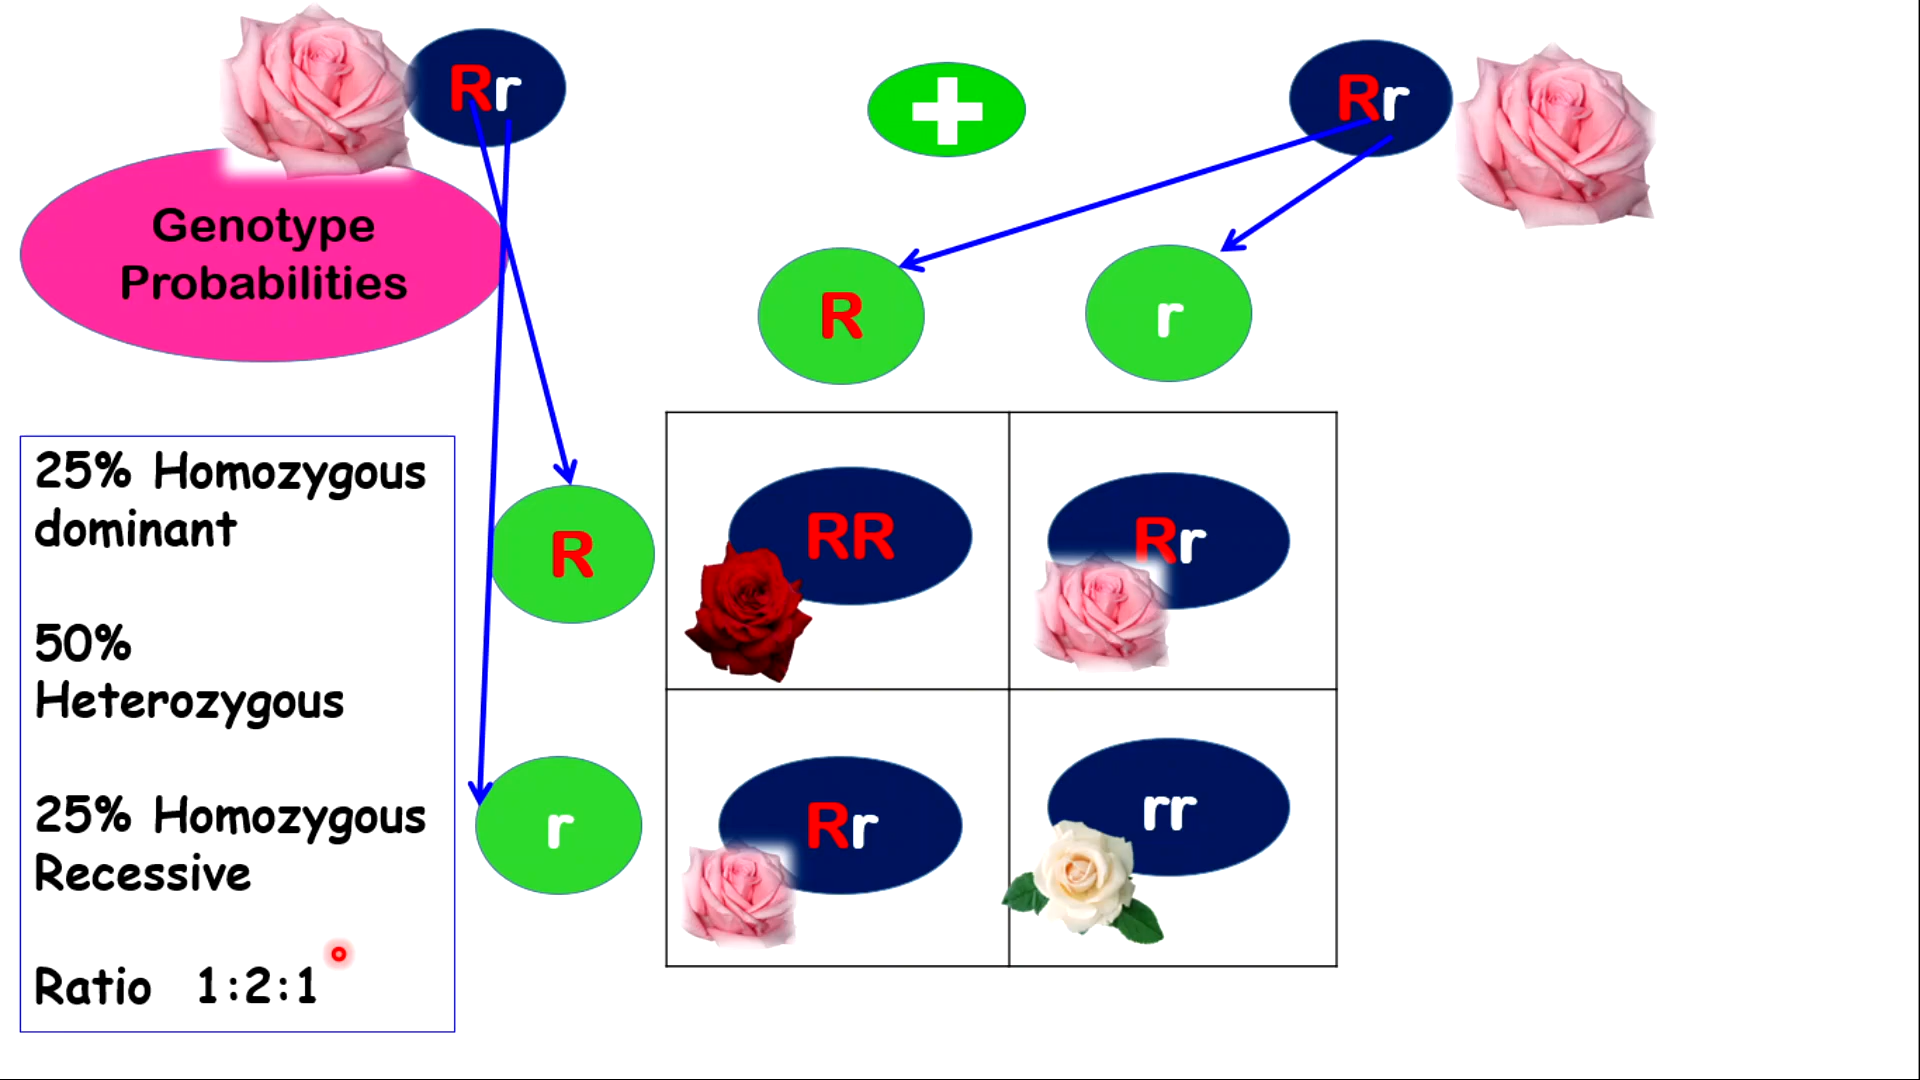 Rr
Rr
Genotype
Probabilities
R
r
25% Homozygous
dominant
50%
Heterozygous
25% Homozygous
Recessive
Ratio 1:2:1
R
RR
Rr
r
Rr
rr